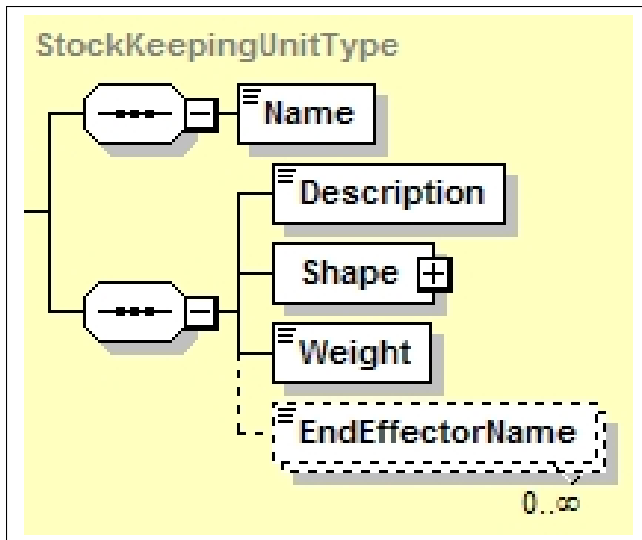 StockKeepingUnitType
Name
Description
Shape
Weight
EndEffectorName
0..∞